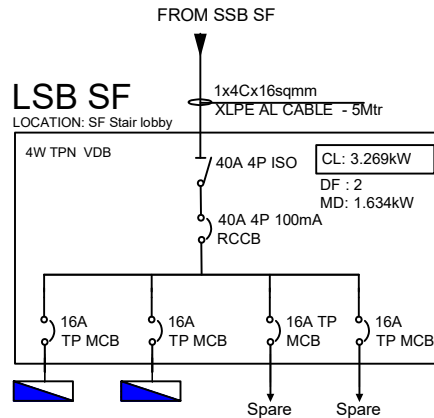 FROM SSB SF
1x4Cx16sqmm
XLPE AL CABLE - 5Mtr
LSB SF
LOCATION: SF Stair lobby
4W TPN VDB
40A 4P ISO
CL: 3.269kW
DF : 2
MD: 1.634kW
40A 4P 100mA
RCCB
16A
TP MCB
16A
TP MCB
16A TP
MCB
16A
TP MCB
Spare
Spare